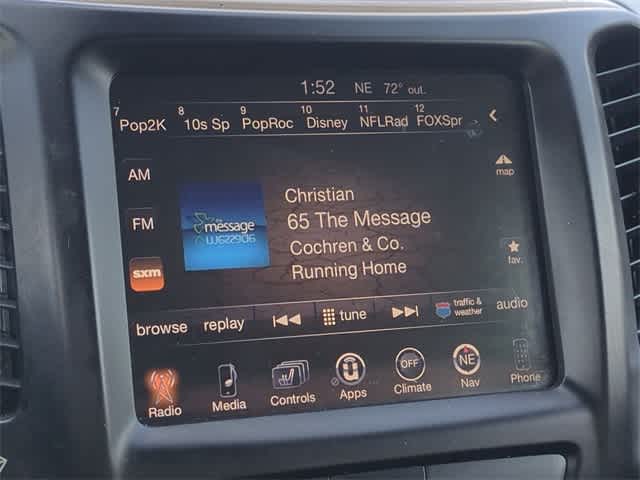 1:52 NE 72° out.
7 8 9 10 11 12
Pop2K 10s Sp PopRoc Disney NFLRad FOXSpr
AM
map
FM
Christian
65 The Message
the message
Cochren & Co.
fav.
sxm
Running Home
browse replay tune traffic & weather audio
OFF NE
Radio Media Controls Apps Climate Nav Phone